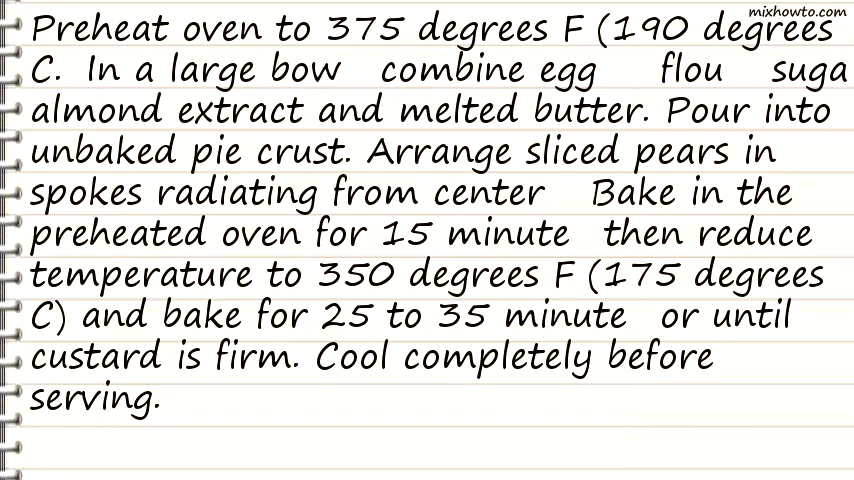 mixhowto.com
Preheat oven to 375 degrees F (190 degrees
C. In a large bow combine egg flou suga
almond extract and melted butter. Pour into
unbaked pie crust. Arrange sliced pears in
spokes radiating from center Bake in the
preheated oven for 15 minute then reduce
temperature to 350 degrees F (175 degrees
C) and bake for 25 to 35 minute or until
custard is firm. Cool completely before
serving.